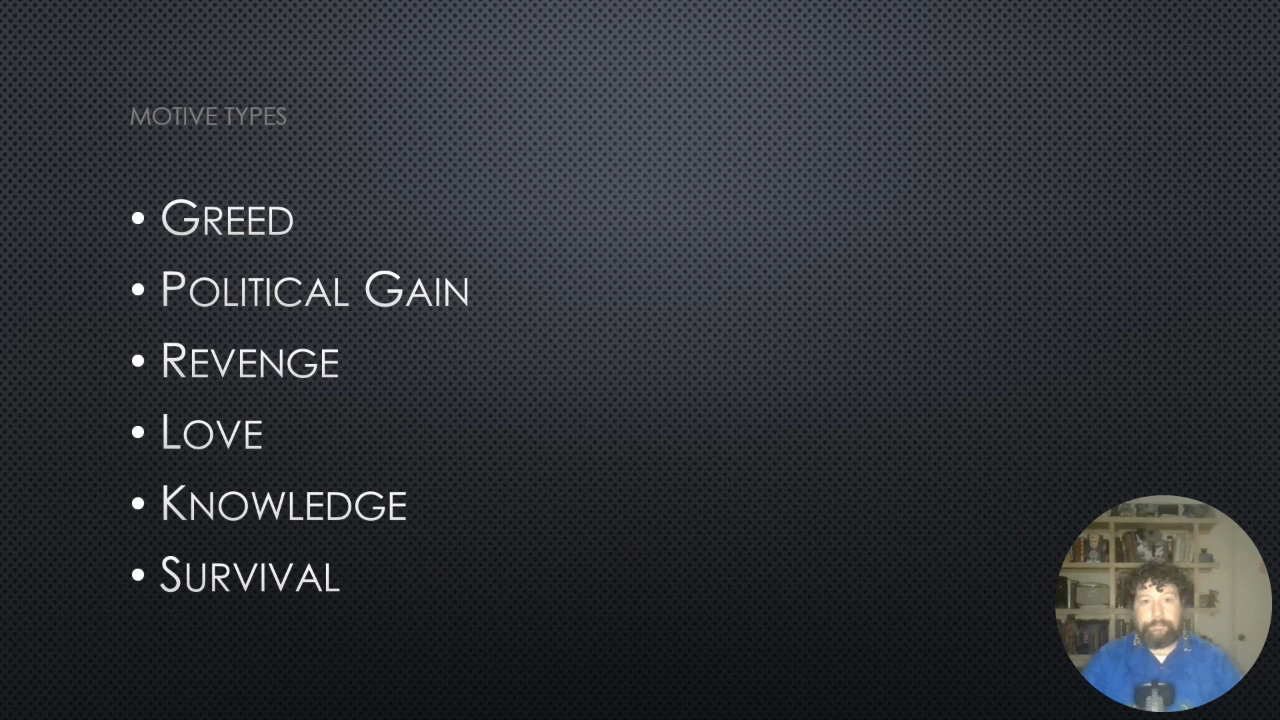 MOTIVE TYPES
• GREED
• POLITICAL GAIN
• REVENGE
• LOVE
• KNOWLEDGE
• SURVIVAL